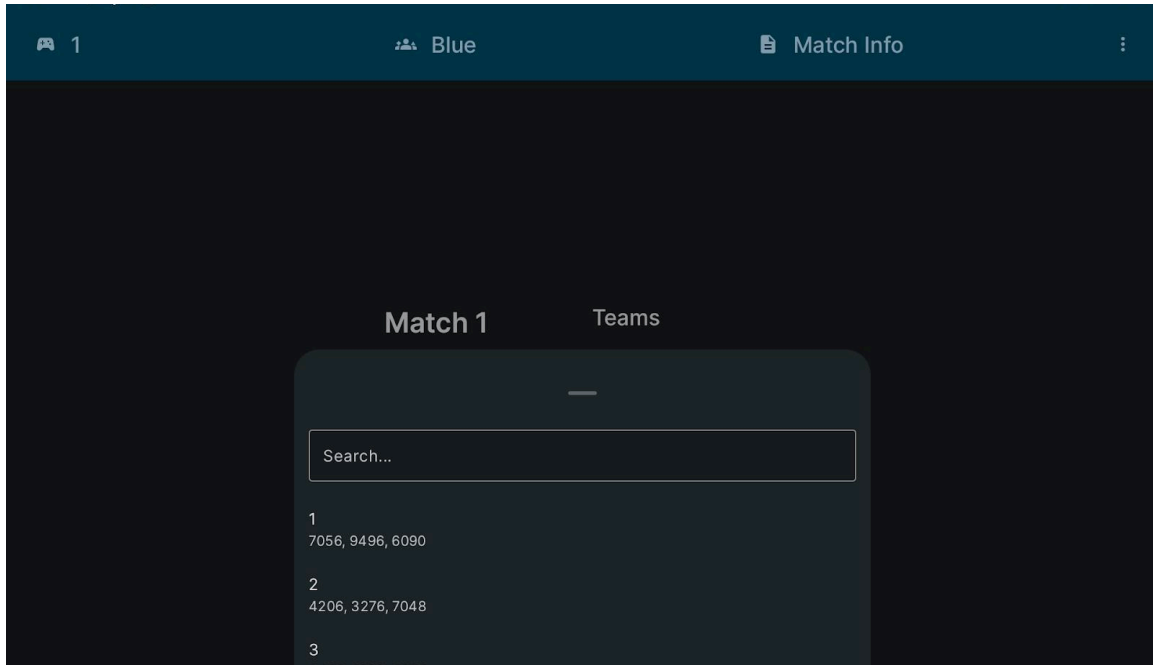 1 Blue Match Info
Match 1 Teams
Search...
1
7056, 9496, 6090
2
4206, 3276, 7048
3